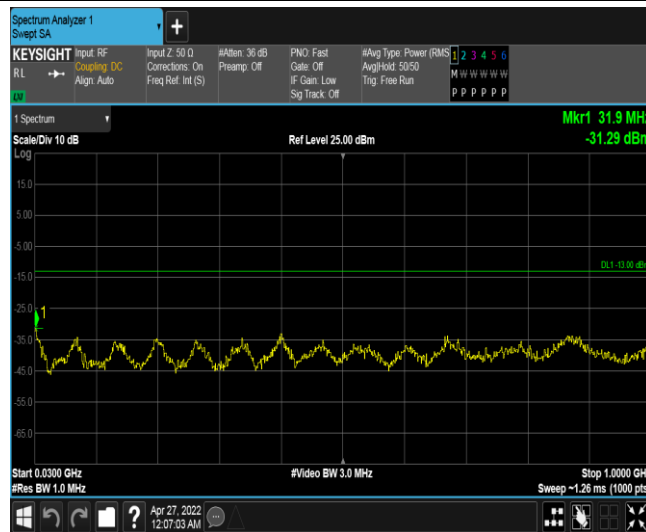 Spectrum Analyzer 1
Swept SA
KEYSIGHT
RL
Input: RF
Coupling: DC
Align: Auto
Input Z: 50 Ω
Corrections: On
Freq Ref: Int (S)
#Atten: 36 dB
Preamp: Off
PNO: Fast
Gate: Off
IF Gain: Low
Sig Track: Off
#Avg Type: Power (RMS
Avg|Hold: 50/50
Trig: Free Run
1 2 3 4 5 6
M W W W W W
P P P P P P
1 Spectrum
Mkr1 31.9 MHz
Scale/Div 10 dB
Ref Level 25.00 dBm
-31.29 dBm
Log
15.0
5.00
-5.00
DL1 -13.00 dBm
-15.0
-25.0
1
-35.0
-45.0
-55.0
-65.0
Start 0.0300 GHz
#Video BW 3.0 MHz
Stop 1.0000 GH
#Res BW 1.0 MHz
Sweep ~1.26 ms (1000 pts
?
Apr 27, 2022
12:07:03 AM